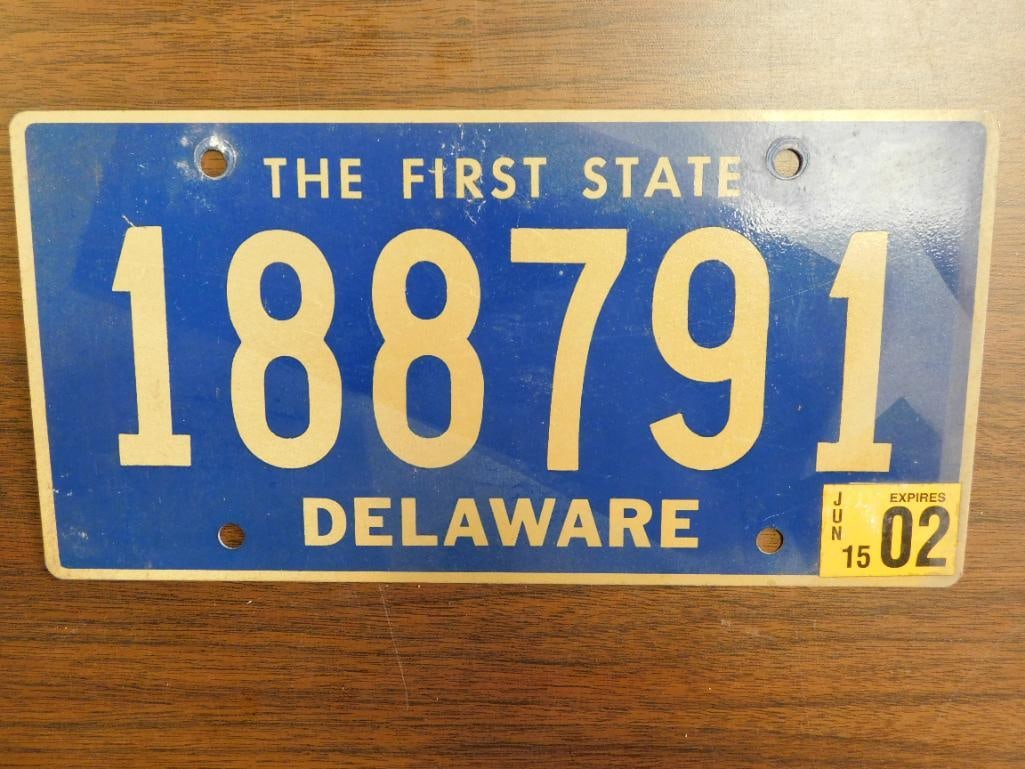 THE FIRST STATE
188791
DELAWARE
JUN
EXPIRES
15 02